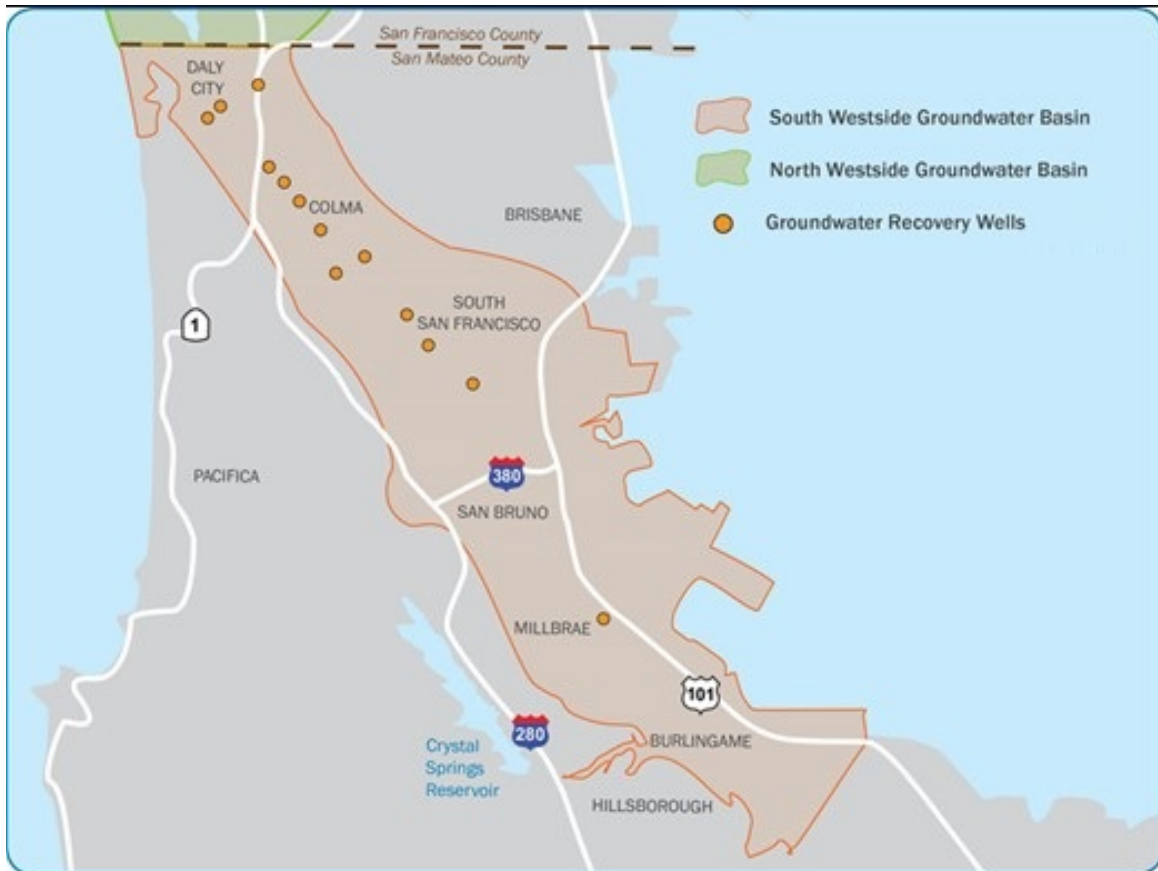 San Francisco County
San Mateo County
DALY
CITY
South Westside Groundwater Basin
North Westside Groundwater Basin
Groundwater Recovery Wells
COLMA
BRISBANE
SOUTH
SAN FRANCISCO
1
PACIFICA
380
SAN BRUNO
MILLBRAE
101
280
BURLINGAME
Crystal
Springs
Reservoir
HILLSBOROUGH